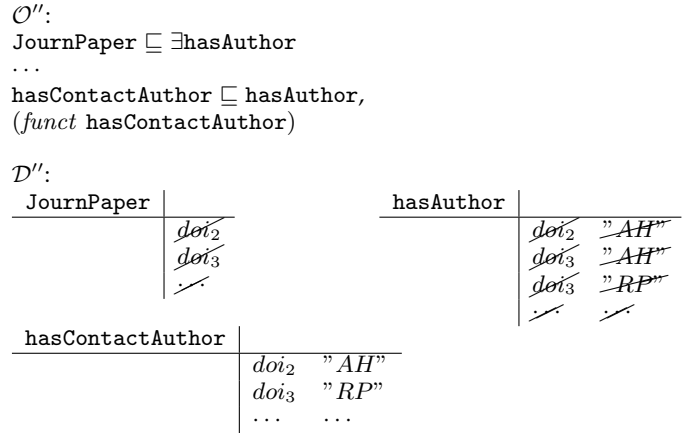 𝒪′′:
JournPaper ⊑ ∃hasAuthor
· · ·
hasContactAuthor ⊑ hasAuthor,
(funct hasContactAuthor)
𝒟′′:
JournPaper
doi₂
doi₃
· · ·
hasAuthor
doi₂ ”AH”
doi₃ ”AH”
doi₃ ”RP”
· · · · · ·
hasContactAuthor
doi₂ ”AH”
doi₃ ”RP”
· · · · · ·